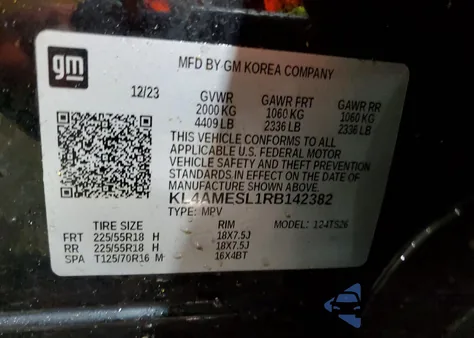 gm
MFD BY GM KOREA COMPANY
12/23 GVWR GAWR FRT GAWR RR
2000 KG 1060 KG 1060 KG
4409 LB 2336 LB 2336 LB
THIS VEHICLE CONFORMS TO ALL
APPLICABLE U.S. FEDERAL MOTOR
VEHICLE SAFETY AND THEFT PREVENTION
STANDARDS IN EFFECT ON THE DATE OF
MANUFACTURE SHOWN ABOVE.
KL4AMESL1RB142382
TYPE: MPV MODEL: 124TS26
TIRE SIZE RIM
FRT 225/55R18 H 18X7.5J
RR 225/55R18 H 18X7.5J
SPA T125/70R16 M 16X4BT